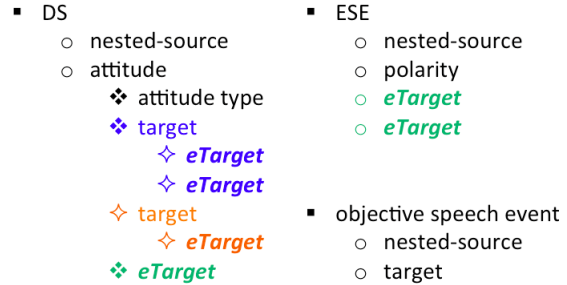 DS
nested-source
attitude
attitude type
target
eTarget
eTarget
target
eTarget
eTarget
ESE
nested-source
polarity
eTarget
eTarget
objective speech event
nested-source
target